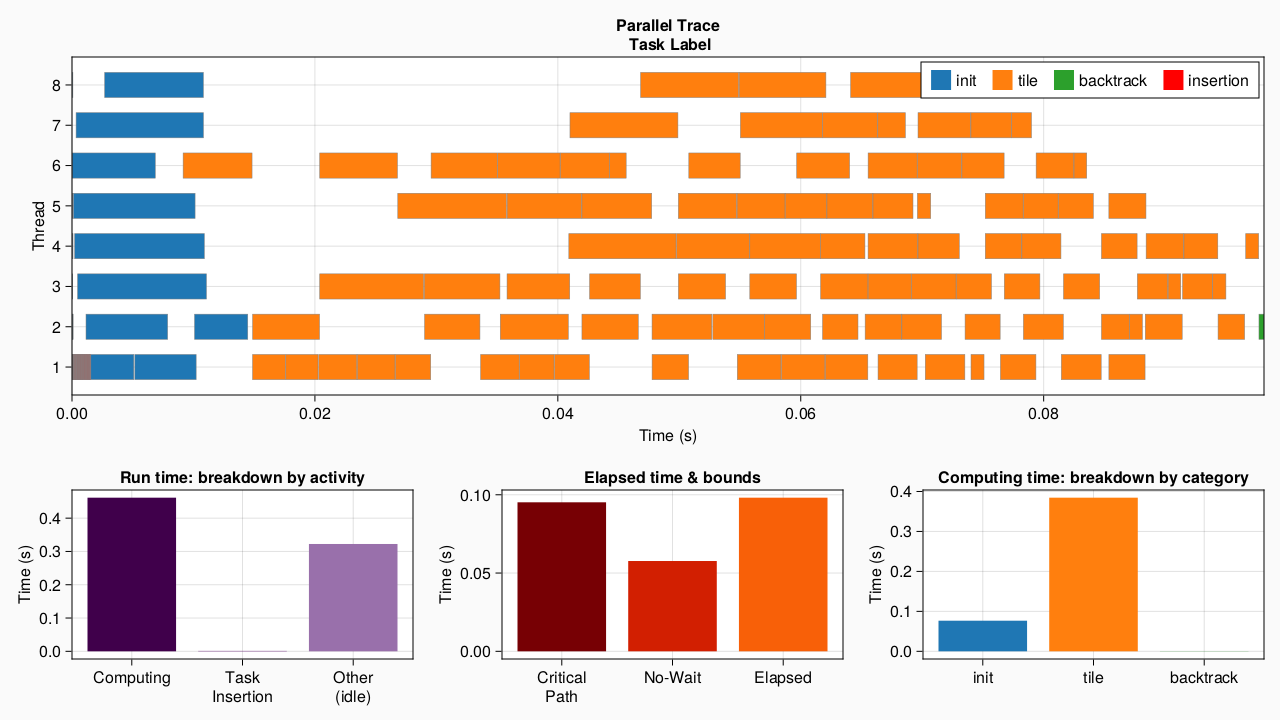 Parallel Trace
Task Label
init tile backtrack insertion
Thread
8
7
6
5
4
3
2
1
0.00 0.02 0.04 0.06 0.08
Time (s)
Run time: breakdown by activity
Time (s)
0.4
0.3
0.2
0.1
0.0
Computing Task Insertion Other (idle)
Elapsed time & bounds
Time (s)
0.10
0.05
0.00
Critical Path No-Wait Elapsed
Computing time: breakdown by category
Time (s)
0.4
0.3
0.2
0.1
0.0
init tile backtrack